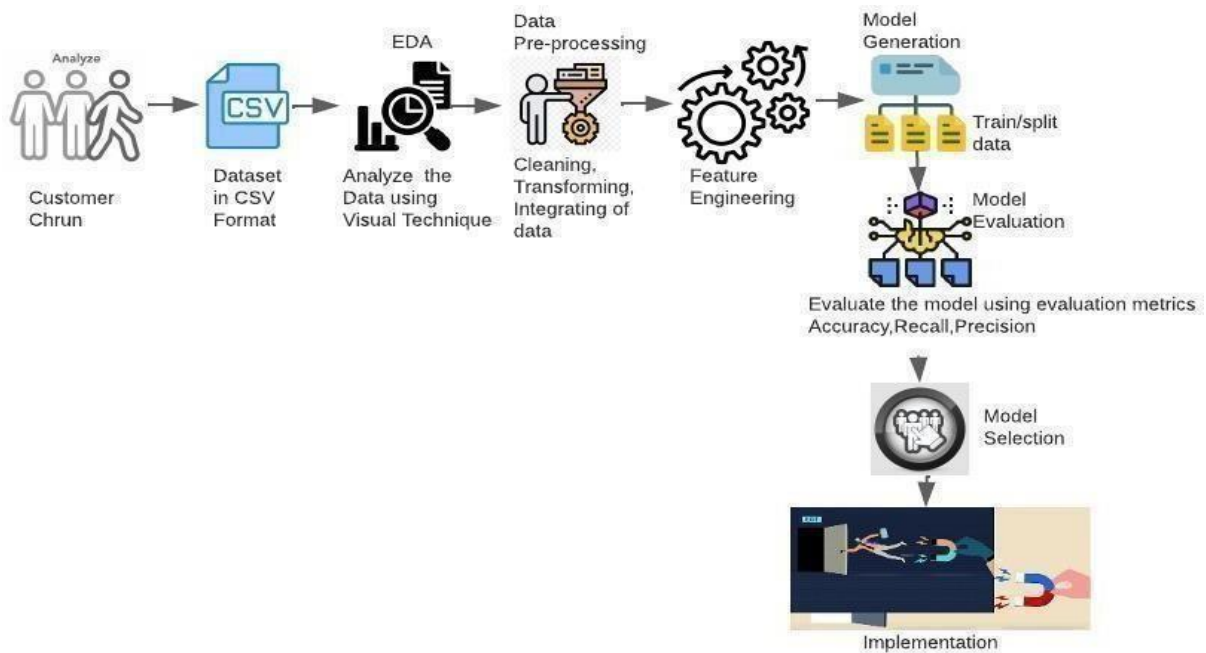 Analyze
Customer
Chrun
CSV
Dataset
in CSV
Format
EDA
Analyze the
Data using
Visual Technique
Data
Pre-processing
Cleaning,
Transforming,
Integrating of
data
Feature
Engineering
Model
Generation
Train/split
data
Model
Evaluation
Evaluate the model using evaluation metrics
Accuracy,Recall,Precision
Model
Selection
EXIT
Implementation